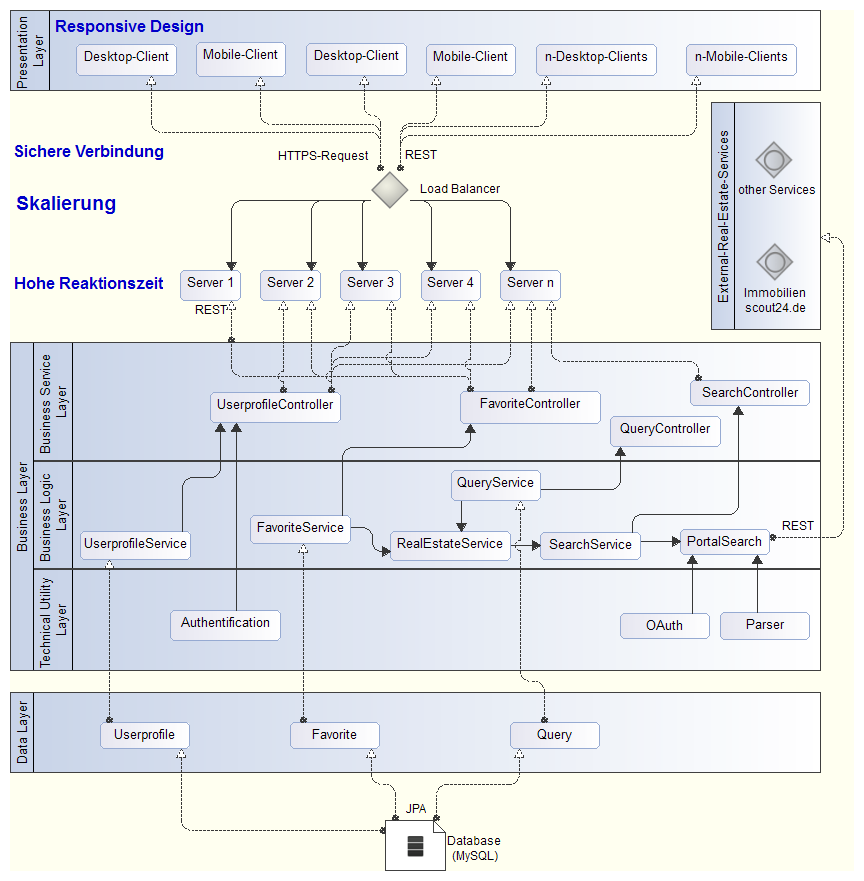 Presentation
Layer
Responsive Design
Desktop-Client
Mobile-Client
Desktop-Client
Mobile-Client
n-Desktop-Clients
n-Mobile-Clients
Sichere Verbindung
HTTPS-Request
REST
Skalierung
Load Balancer
Hohe Reaktionszeit
Server 1
Server 2
Server 3
Server 4
Server n
REST
External-Real-Estate-Services
other Services
Immobilien
scout24.de
Business Layer
Business Service
Layer
UserprofileController
FavoriteController
SearchController
QueryController
Business Logic
Layer
QueryService
FavoriteService
UserprofileService
RealEstateService
SearchService
PortalSearch
REST
Technical Utility
Layer
Authentification
OAuth
Parser
Data Layer
Userprofile
Favorite
Query
JPA
Database
(MySQL)